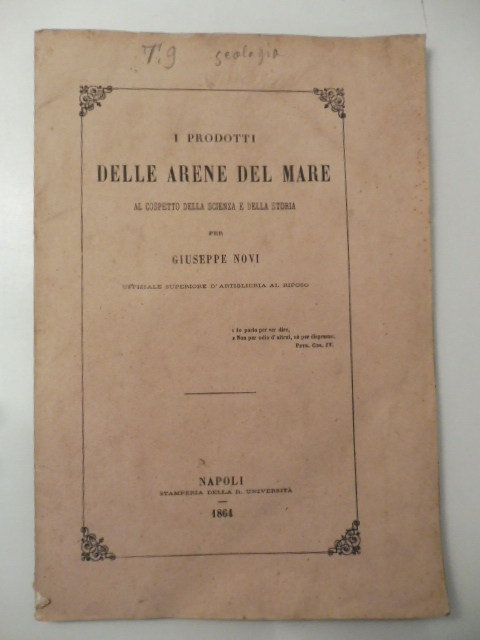 T.9 geologia
I PRODOTTI
DELLE ARENE DEL MARE
AL COSPETTO DELLA SCIENZA E DELLA STORIA
PER
GIUSEPPE NOVI
UFFIZIALE SUPERIORE D'ARTIGLIERIA AL RIPOSO
« Io parlo per ver dire,
« Non per odio d'altrui, nè per disprezzo.
Petr. Can. IV.
NAPOLI
STAMPERIA DELLA R. UNIVERSITÀ
1864